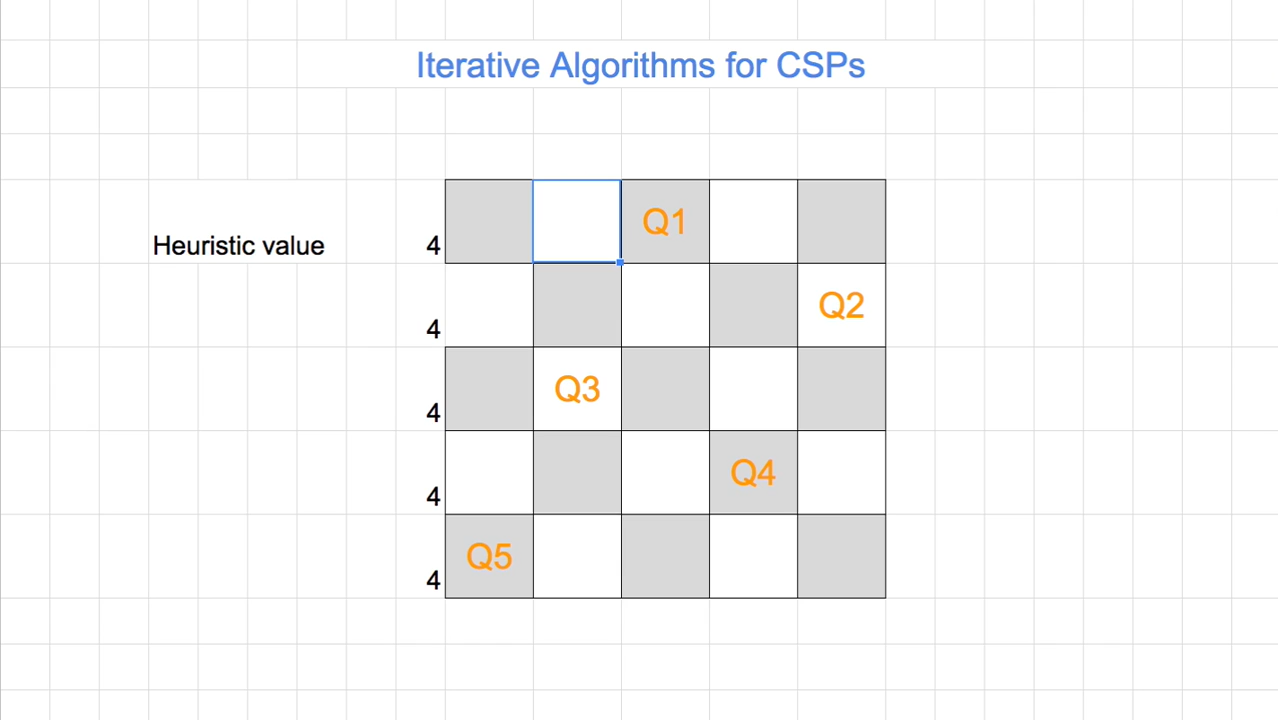 Iterative Algorithms for CSPs
Heuristic value 4 Q1
4 Q2
4 Q3
4 Q4
4 Q5